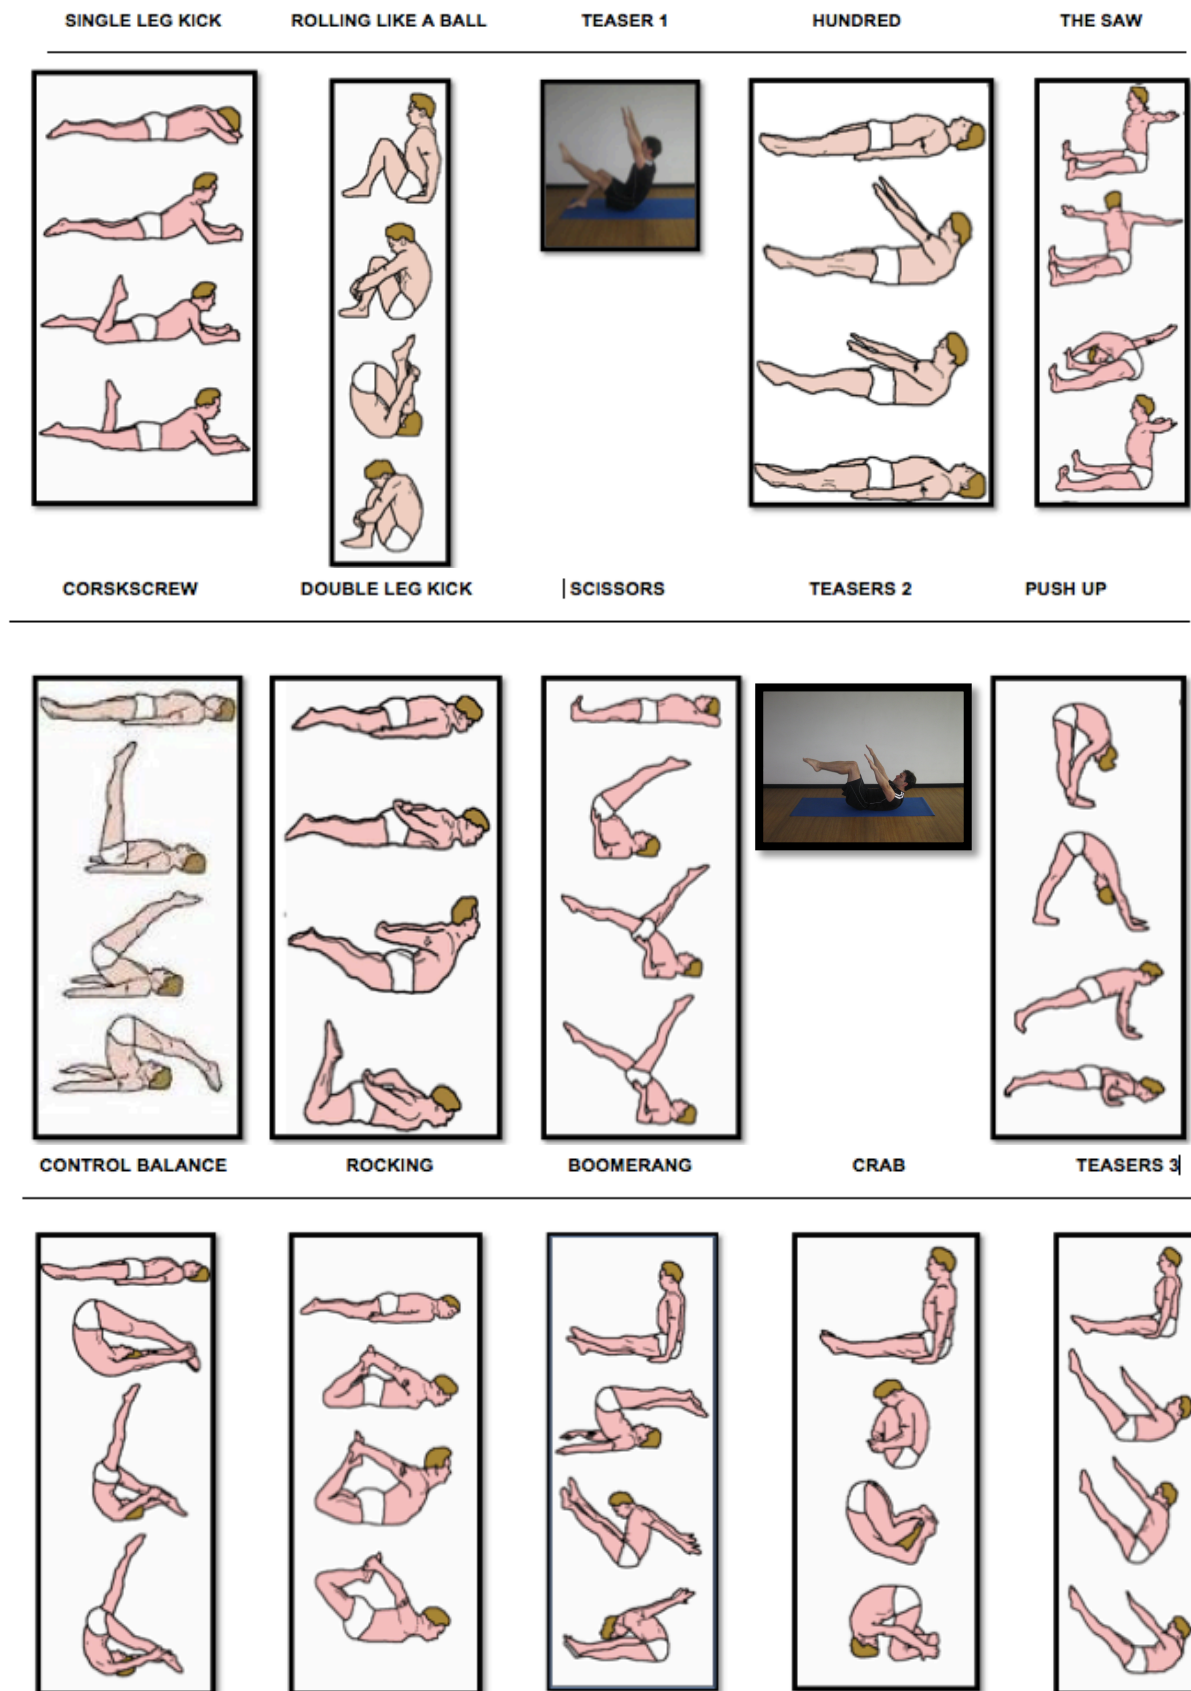 SINGLE LEG KICK ROLLING LIKE A BALL TEASER 1 HUNDRED THE SAW
CORSKSCREW DOUBLE LEG KICK SCISSORS TEASERS 2 PUSH UP
CONTROL BALANCE ROCKING BOOMERANG CRAB TEASERS 3